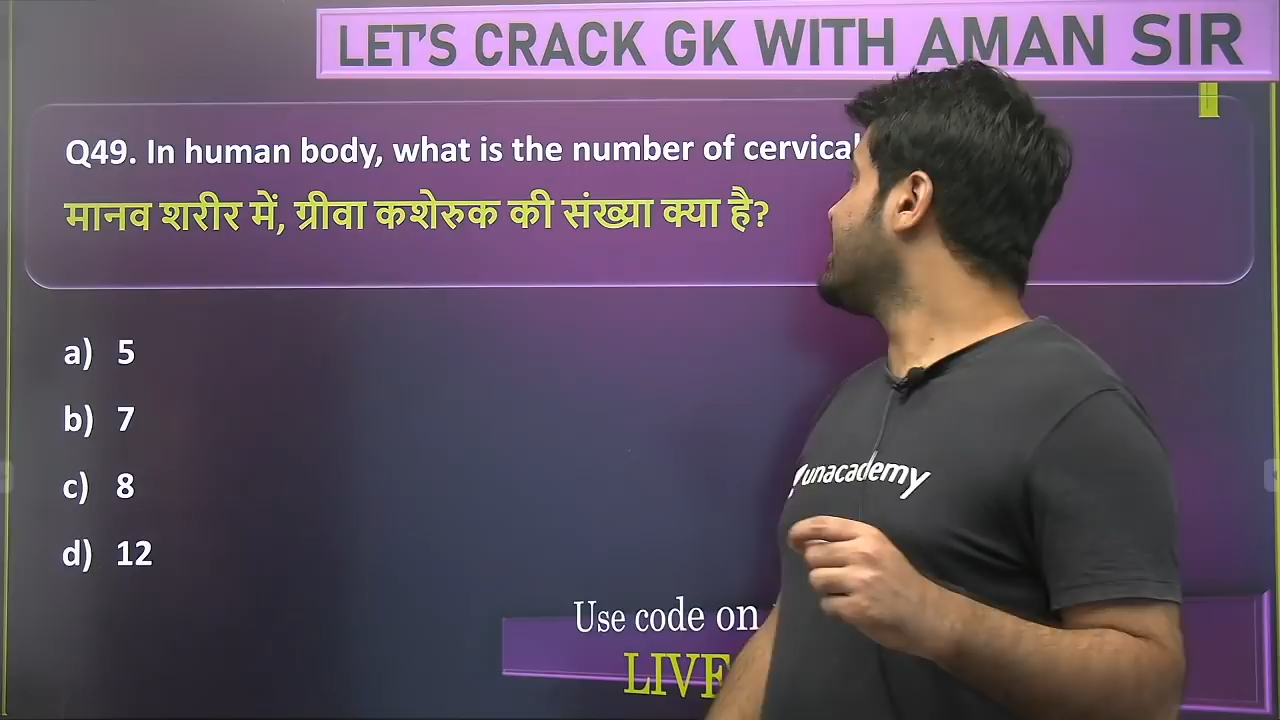 LET'S CRACK GK WITH AMAN SIR
Q49. In human body, what is the number of cervical
मानव शरीर में, ग्रीवा कशेरुक की संख्या क्या है?
a) 5
b) 7
c) 8
d) 12
unacademy
Use code on
LIVE